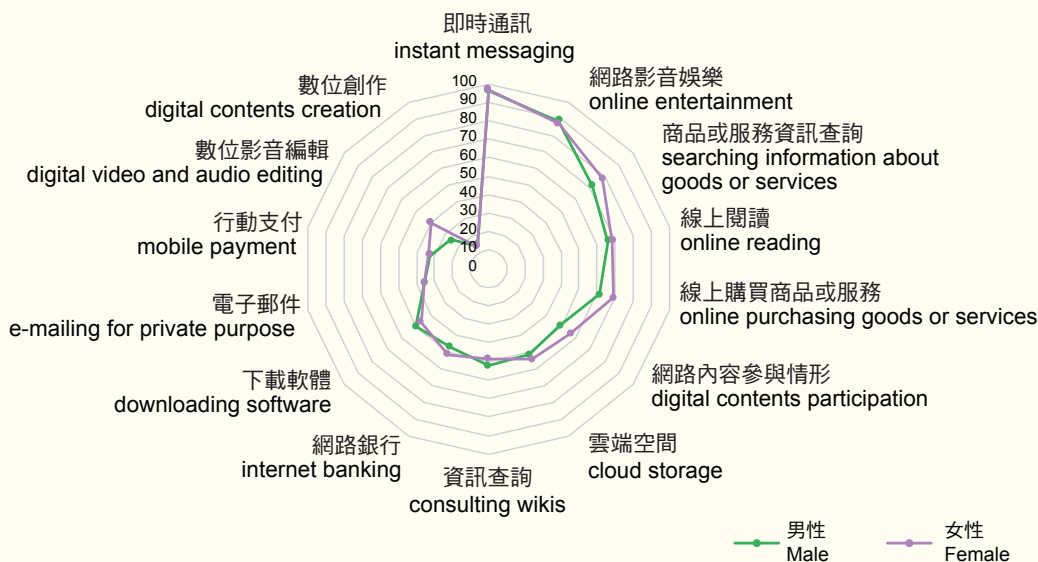 即時通訊
instant messaging
網路影音娛樂
online entertainment
商品或服務資訊查詢
searching information about
goods or services
線上閱讀
online reading
線上購買商品或服務
online purchasing goods or services
網路內容參與情形
digital contents participation
雲端空間
cloud storage
資訊查詢
consulting wikis
網路銀行
internet banking
下載軟體
downloading software
電子郵件
e-mailing for private purpose
行動支付
mobile payment
數位影音編輯
digital video and audio editing
數位創作
digital contents creation
100
90
80
70
60
50
40
30
20
10
0
男性
Male
女性
Female